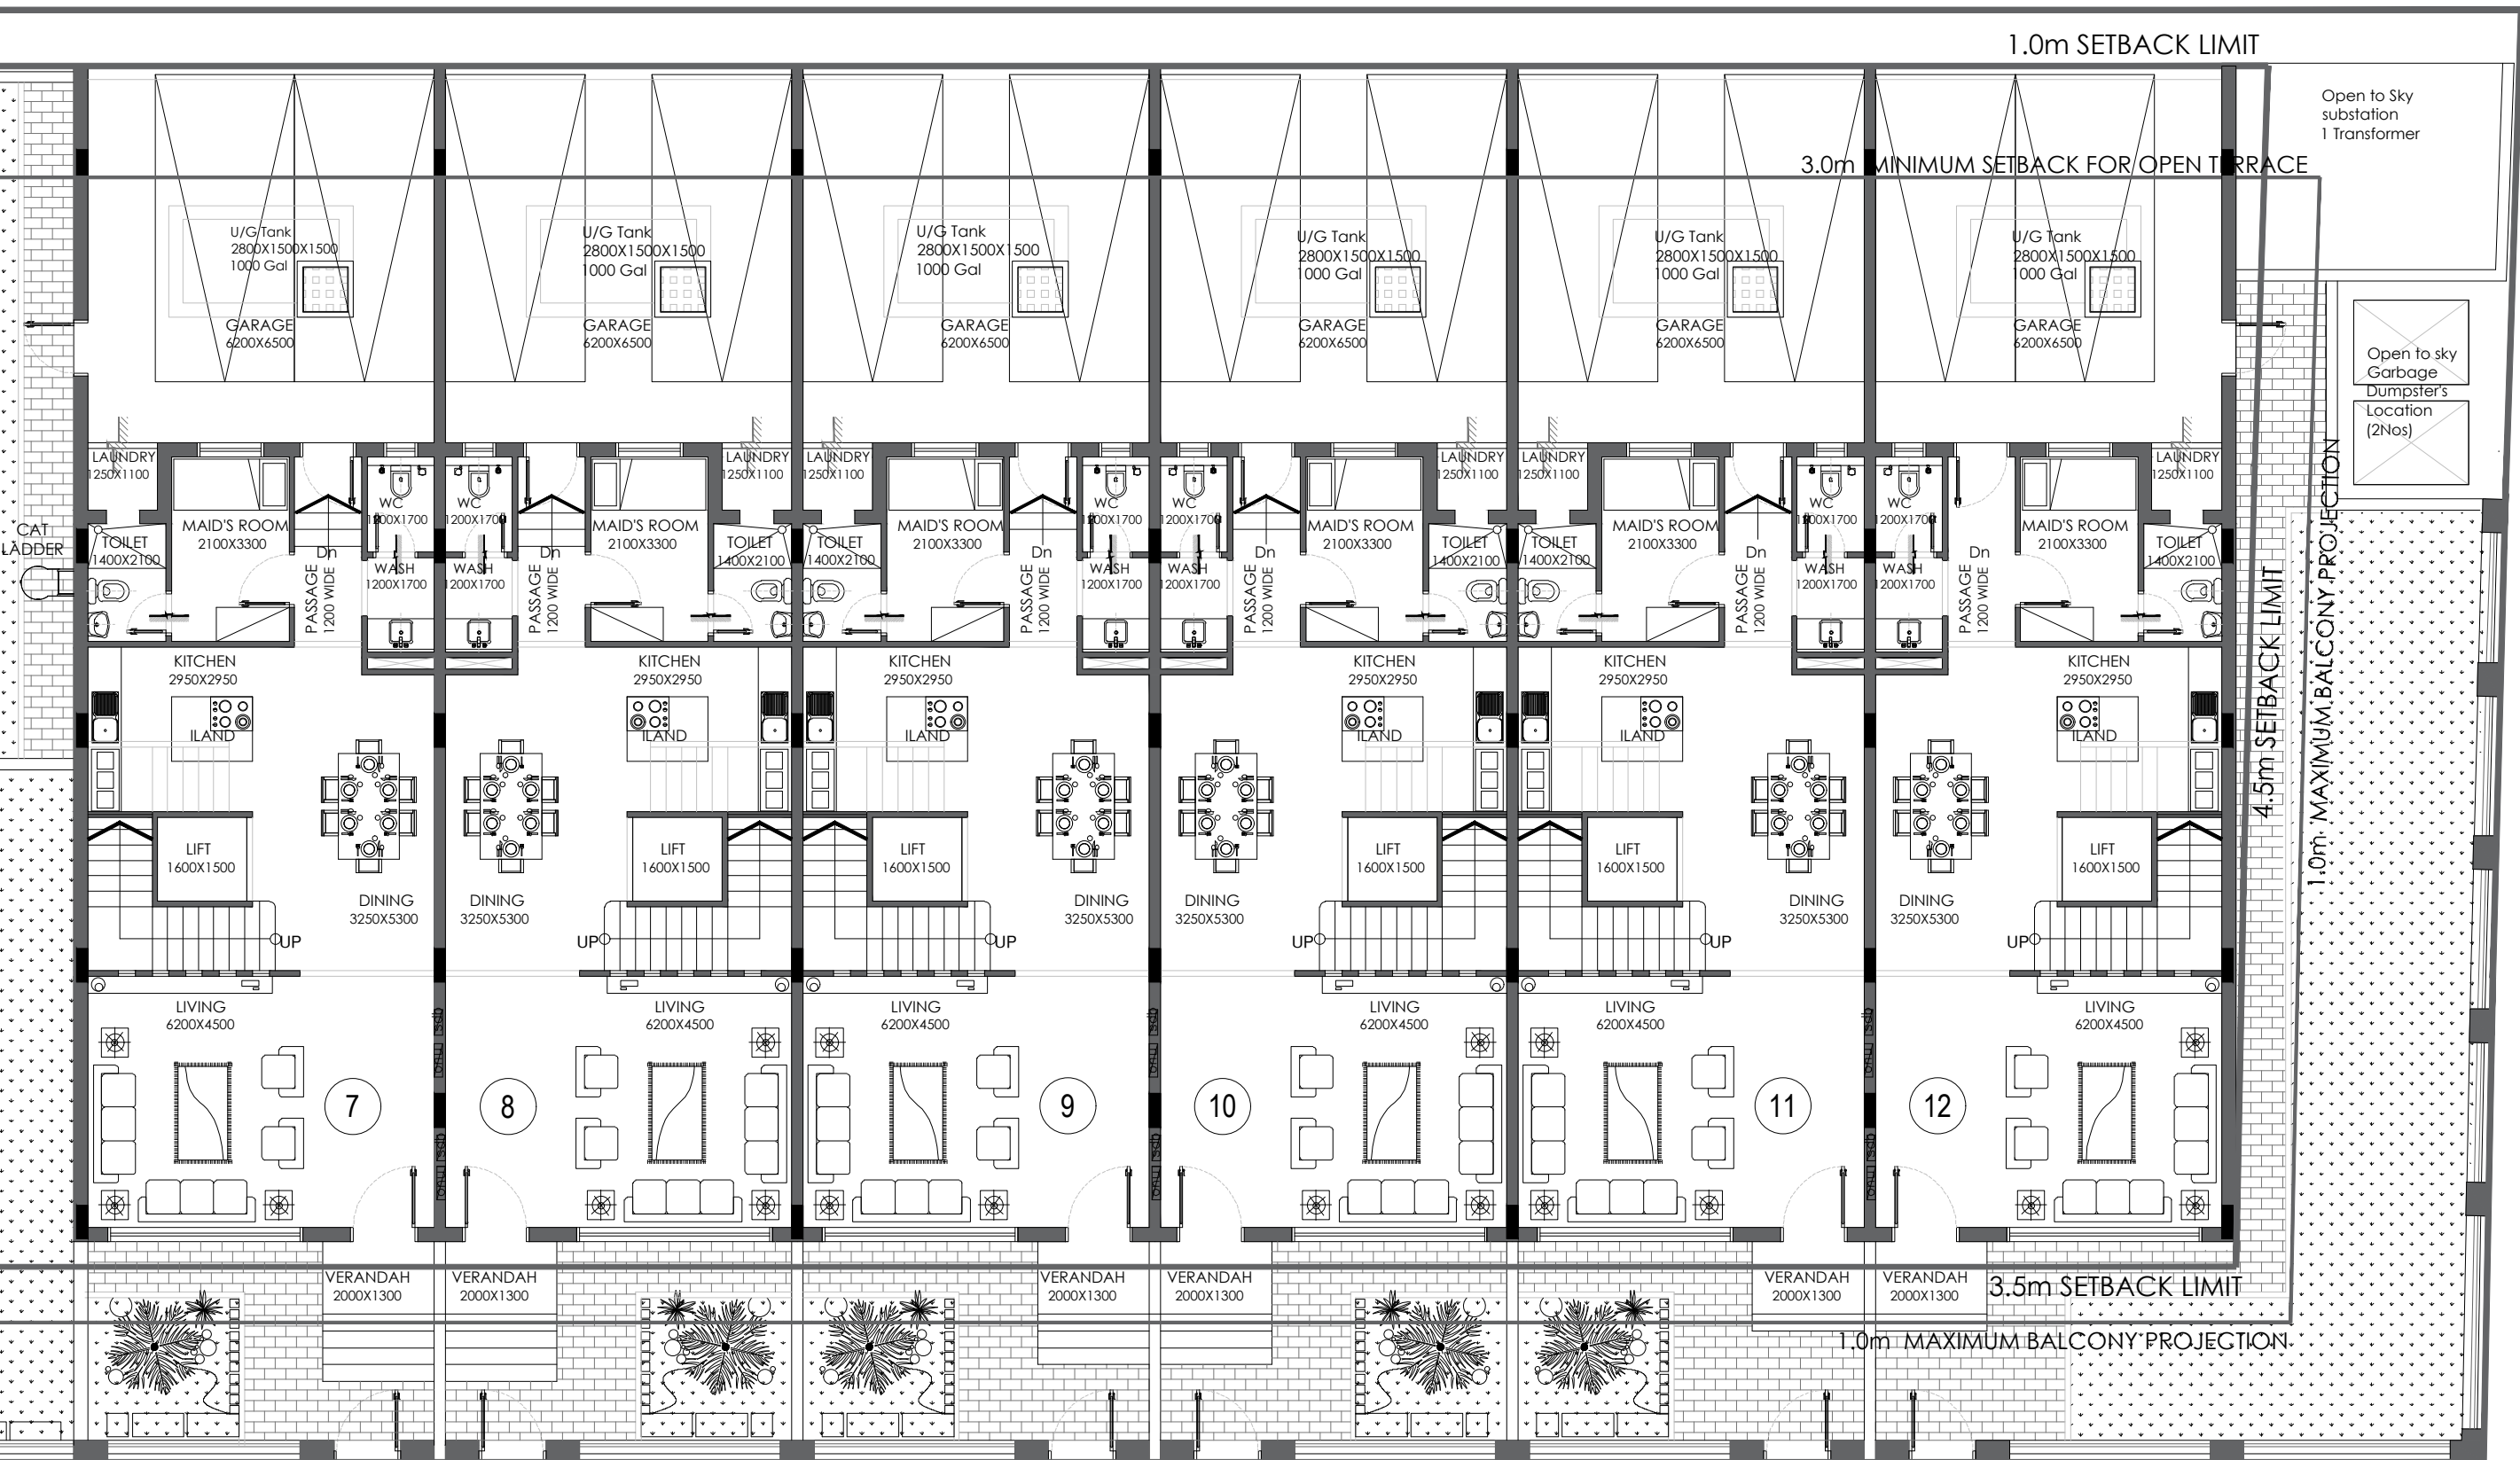 1.0m SETBACK LIMIT
Open to Sky
substation
1 Transformer
3.0m MINIMUM SETBACK FOR OPEN TERRACE
U/G Tank
2800X1500X1500
1000 Gal
U/G Tank
2800X1500X1500
1000 Gal
U/G Tank
2800X1500X1500
1000 Gal
U/G Tank
2800X1500X1500
1000 Gal
U/G Tank
2800X1500X1500
1000 Gal
U/G Tank
2800X1500X1500
1000 Gal
GARAGE
6200X6500
GARAGE
6200X6500
GARAGE
6200X6500
GARAGE
6200X6500
GARAGE
6200X6500
GARAGE
6200X6500
Open to sky
Garbage
Dumpster's
Location
(2Nos)
LAUNDRY
1250X1100
LAUNDRY
1250X1100
LAUNDRY
1250X1100
LAUNDRY
1250X1100
LAUNDRY
1250X1100
LAUNDRY
1250X1100
WC
1200X1700
WC
1200X1700
WC
1200X1700
WC
1200X1700
WC
1200X1700
WC
1200X1700
CAT
LADDER
MAID'S ROOM
2100X3300
MAID'S ROOM
2100X3300
MAID'S ROOM
2100X3300
MAID'S ROOM
2100X3300
MAID'S ROOM
2100X3300
MAID'S ROOM
2100X3300
TOILET
1400X2100
TOILET
1400X2100
TOILET
1400X2100
TOILET
1400X2100
TOILET
1400X2100
TOILET
1400X2100
Dn
Dn
Dn
Dn
Dn
Dn
PASSAGE
1200 WIDE
PASSAGE
1200 WIDE
PASSAGE
1200 WIDE
PASSAGE
1200 WIDE
PASSAGE
1200 WIDE
PASSAGE
1200 WIDE
WASH
1200X1700
WASH
1200X1700
WASH
1200X1700
WASH
1200X1700
WASH
1200X1700
WASH
1200X1700
4.5m SETBACK LIMIT
1.0m MAXIMUM BALCONY PROJECTION
KITCHEN
2950X2950
KITCHEN
2950X2950
KITCHEN
2950X2950
KITCHEN
2950X2950
KITCHEN
2950X2950
KITCHEN
2950X2950
ILAND
ILAND
ILAND
ILAND
ILAND
ILAND
LIFT
1600X1500
LIFT
1600X1500
LIFT
1600X1500
LIFT
1600X1500
LIFT
1600X1500
LIFT
1600X1500
DINING
3250X5300
DINING
3250X5300
DINING
3250X5300
DINING
3250X5300
DINING
3250X5300
DINING
3250X5300
UP
UP
UP
UP
UP
UP
LIVING
6200X4500
LIVING
6200X4500
LIVING
6200X4500
LIVING
6200X4500
LIVING
6200X4500
LIVING
6200X4500
7
8
9
10
11
12
VERANDAH
2000X1300
VERANDAH
2000X1300
VERANDAH
2000X1300
VERANDAH
2000X1300
VERANDAH
2000X1300
VERANDAH
2000X1300
3.5m SETBACK LIMIT
1.0m MAXIMUM BALCONY PROJECTION